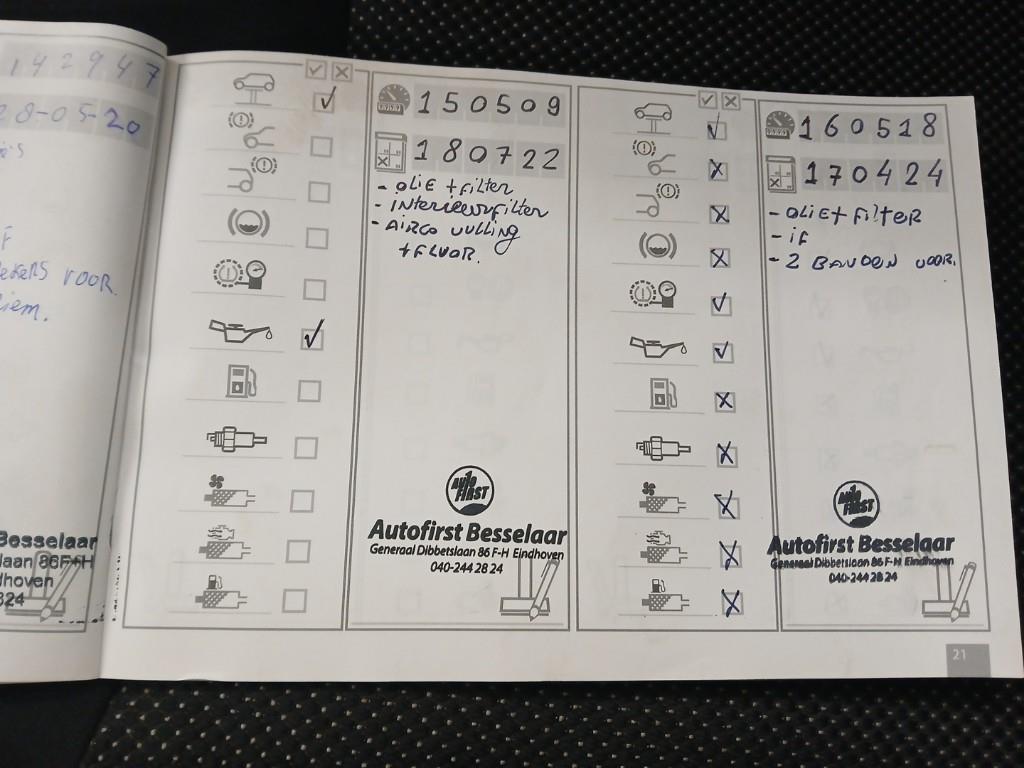 142947
28-05-20
F
VOOR.
riem.
Besselaar
laan 86F+H
dhoven
324
150509
180722
- OLIE + filter
- INTERIEURfilter
- AIRCO vulling
+ FLUOR.
AUTO
FIRST
Autofirst Besselaar
Generaal Dibbetslaan 86 F-H Eindhoven
040-244 28 24
160518
170424
- OLIE + FILTER
- if
- 2 BANDEN VOOR.
AUTO
FIRST
Autofirst Besselaar
Generaal Dibbetslaan 86 F-H Eindhoven
040-244 28 24
21